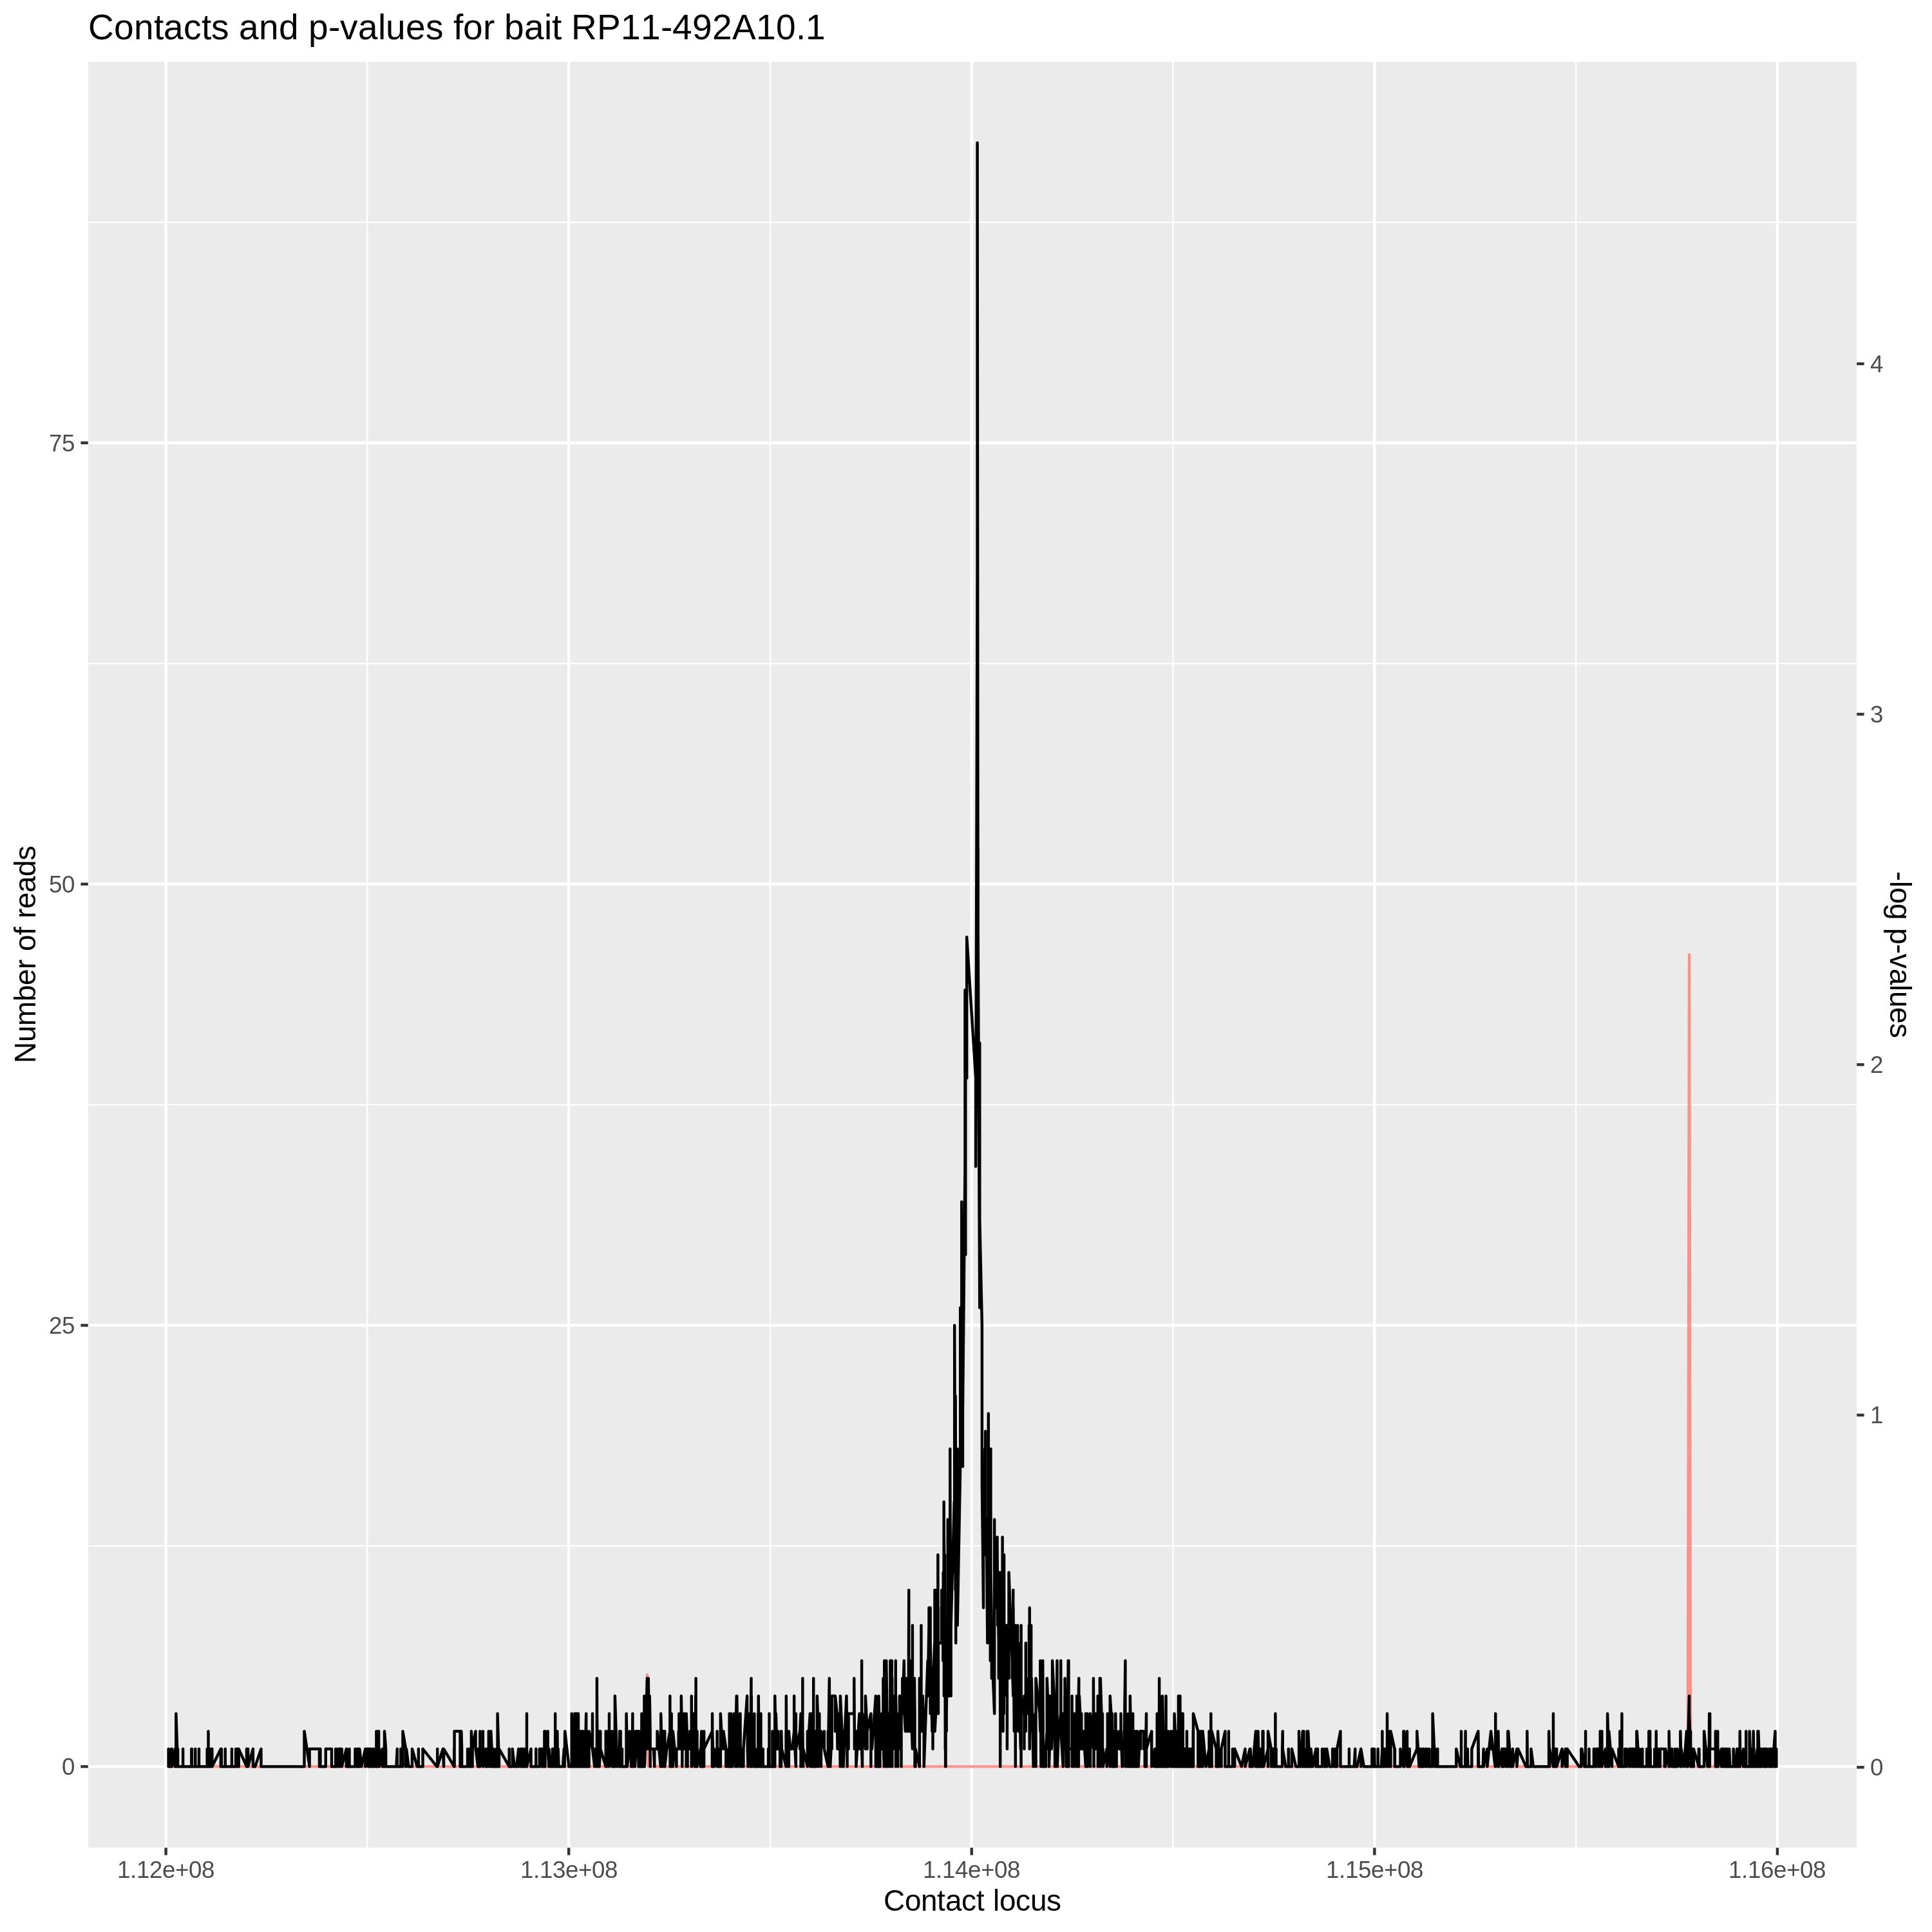 Contacts and p-values for bait RP11-492A10.1
75
50
25
0
Number of reads
4
3
2
1
0
-log p-values
1.12e+08 1.13e+08 1.14e+08 1.15e+08 1.16e+08
Contact locus